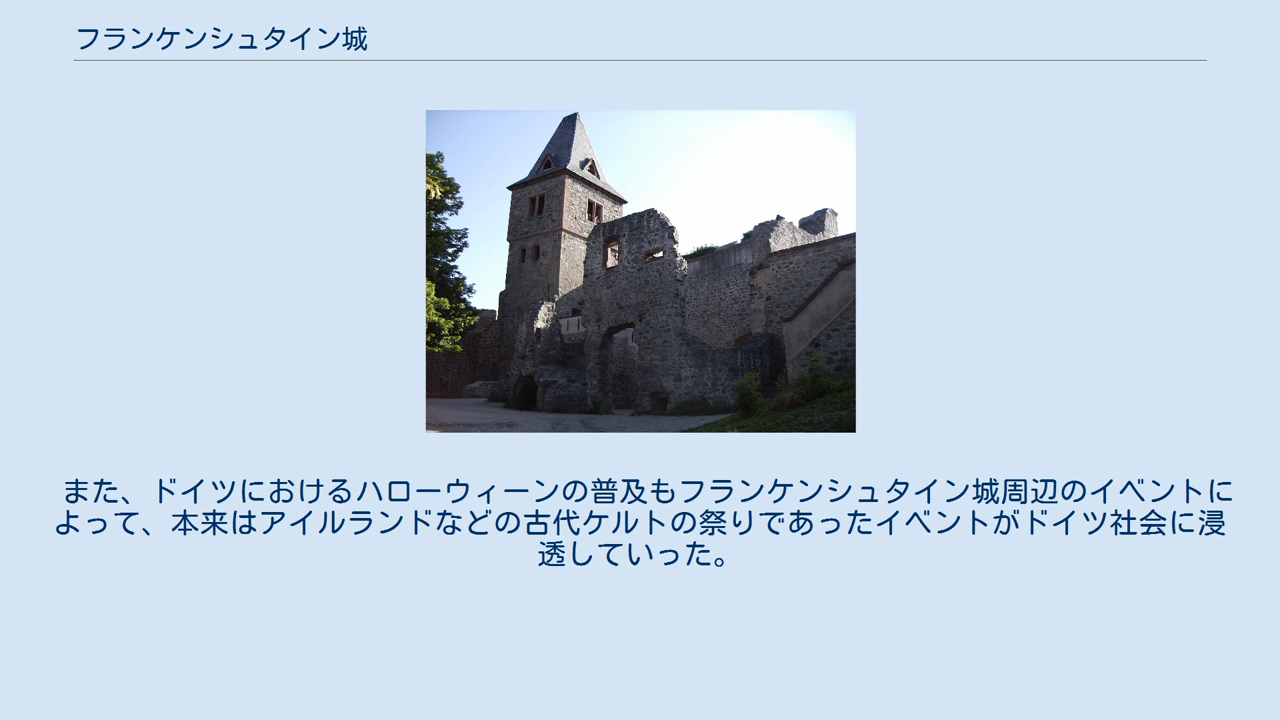 フランケンシュタイン城
また、ドイツにおけるハローウィーンの普及もフランケンシュタイン城周辺のイベントに
よって、本来はアイルランドなどの古代ケルトの祭りであったイベントがドイツ社会に浸
透していった。